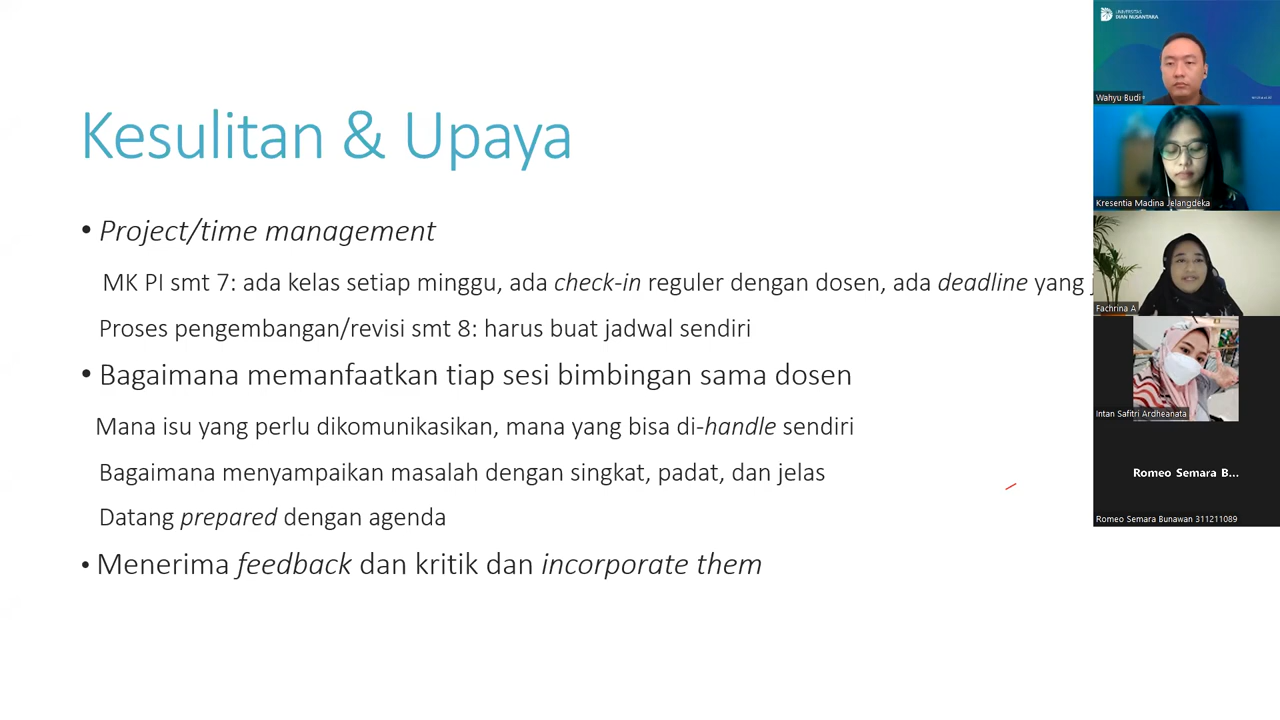 Kesulitan & Upaya
• Project/time management
MK PI smt 7: ada kelas setiap minggu, ada check-in reguler dengan dosen, ada deadline yang
Proses pengembangan/revisi smt 8: harus buat jadwal sendiri
• Bagaimana memanfaatkan tiap sesi bimbingan sama dosen
Mana isu yang perlu dikomunikasikan, mana yang bisa di-handle sendiri
Bagaimana menyampaikan masalah dengan singkat, padat, dan jelas
Datang prepared dengan agenda
• Menerima feedback dan kritik dan incorporate them
UNIVERSITAS
DIAN NUSANTARA
Wahyu Budi
Kresentia Madina Jelangdeka
Fachrina A
Intan Safitri Ardheanata
Romeo Semara B...
Romeo Semara Bunawan 311211089